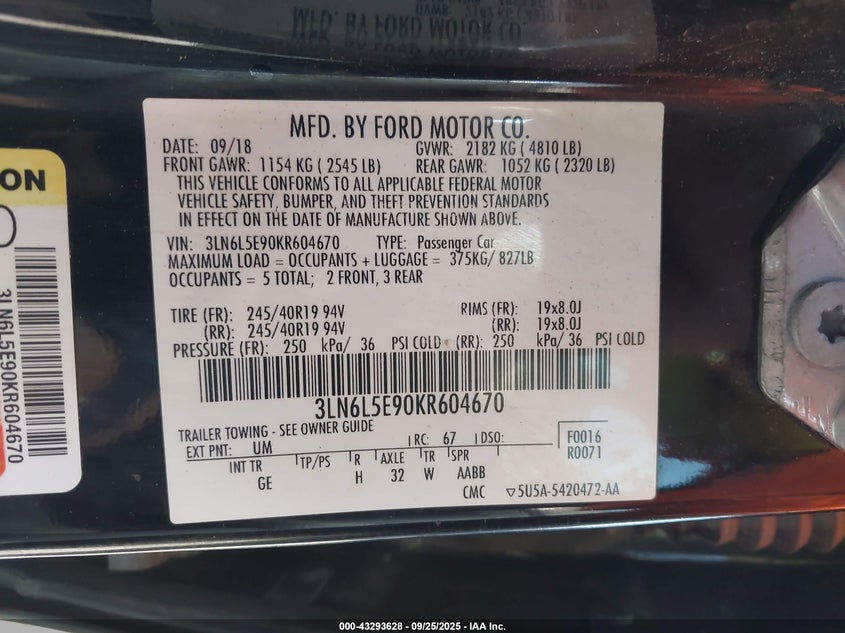 MFD. BY FORD MOTOR CO.
DATE: 09/18 GVWR: 2182 KG ( 4810 LB)
FRONT GAWR: 1154 KG ( 2545 LB) REAR GAWR: 1052 KG ( 2320 LB)
THIS VEHICLE CONFORMS TO ALL APPLICABLE FEDERAL MOTOR
VEHICLE SAFETY, BUMPER, AND THEFT PREVENTION STANDARDS
IN EFFECT ON THE DATE OF MANUFACTURE SHOWN ABOVE.
VIN: 3LN6L5E90KR604670 TYPE: Passenger Car
MAXIMUM LOAD = OCCUPANTS + LUGGAGE = 375KG/ 827LB
OCCUPANTS = 5 TOTAL; 2 FRONT, 3 REAR
TIRE (FR): 245/40R19 94V RIMS (FR): 19x8.0J
(RR): 245/40R19 94V (RR): 19x8.0J
PRESSURE (FR): 250 kPa/ 36 PSI COLD (RR): 250 kPa/ 36 PSI COLD
3LN6L5E90KR604670
TRAILER TOWING - SEE OWNER GUIDE
EXT PNT: UM RC: 67 DSO: F0016
INT TR TP/PS R AXLE TR SPR R0071
GE H 32 W AABB
CMC ▽5U5A-5420472-AA
ON
3LN6L5E90KR604670
000-43293628 - 09/25/2025 - IAA Inc.